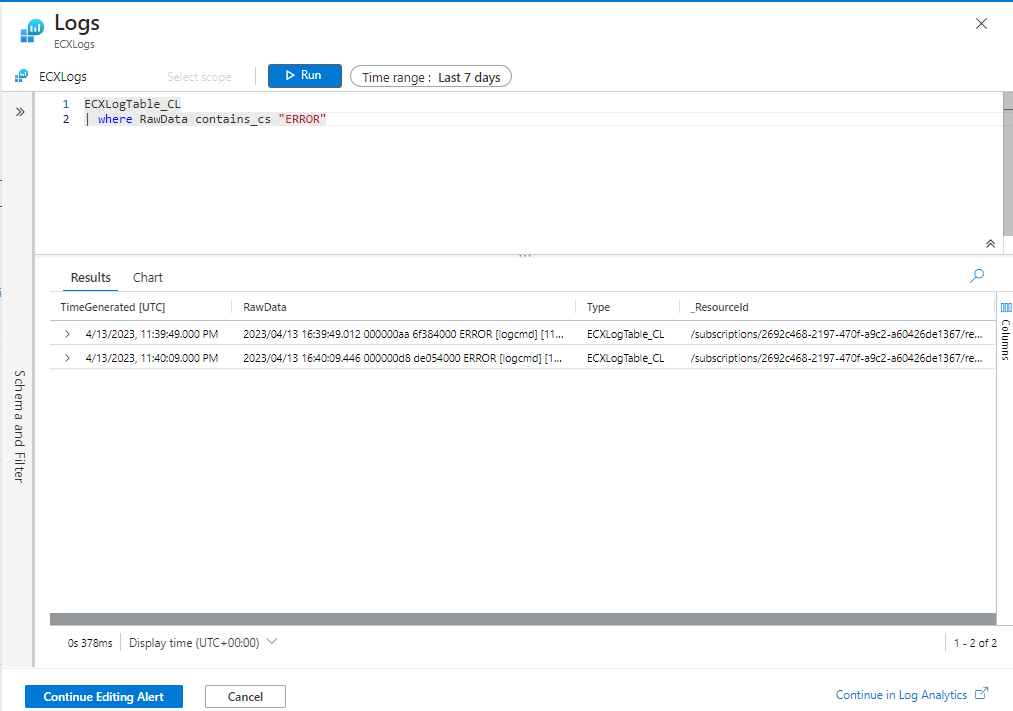 Logs
ECXLogs
ECXLogs Select scope Run Time range : Last 7 days
1 ECXLogTable_CL
2 | where RawData contains_cs "ERROR"
Schema and Filter
Results Chart
TimeGenerated [UTC] RawData Type _ResourceId
4/13/2023, 11:39:49.000 PM 2023/04/13 16:39:49.012 000000aa 6f384000 ERROR [logcmd] [11... ECXLogTable_CL /subscriptions/2692c468-2197-470f-a9c2-a60426de1367/re...
4/13/2023, 11:40:09.000 PM 2023/04/13 16:40:09.446 000000d8 de054000 ERROR [logcmd] [1... ECXLogTable_CL /subscriptions/2692c468-2197-470f-a9c2-a60426de1367/re...
Columns
0s 378ms Display time (UTC+00:00) 1 - 2 of 2
Continue Editing Alert Cancel Continue in Log Analytics